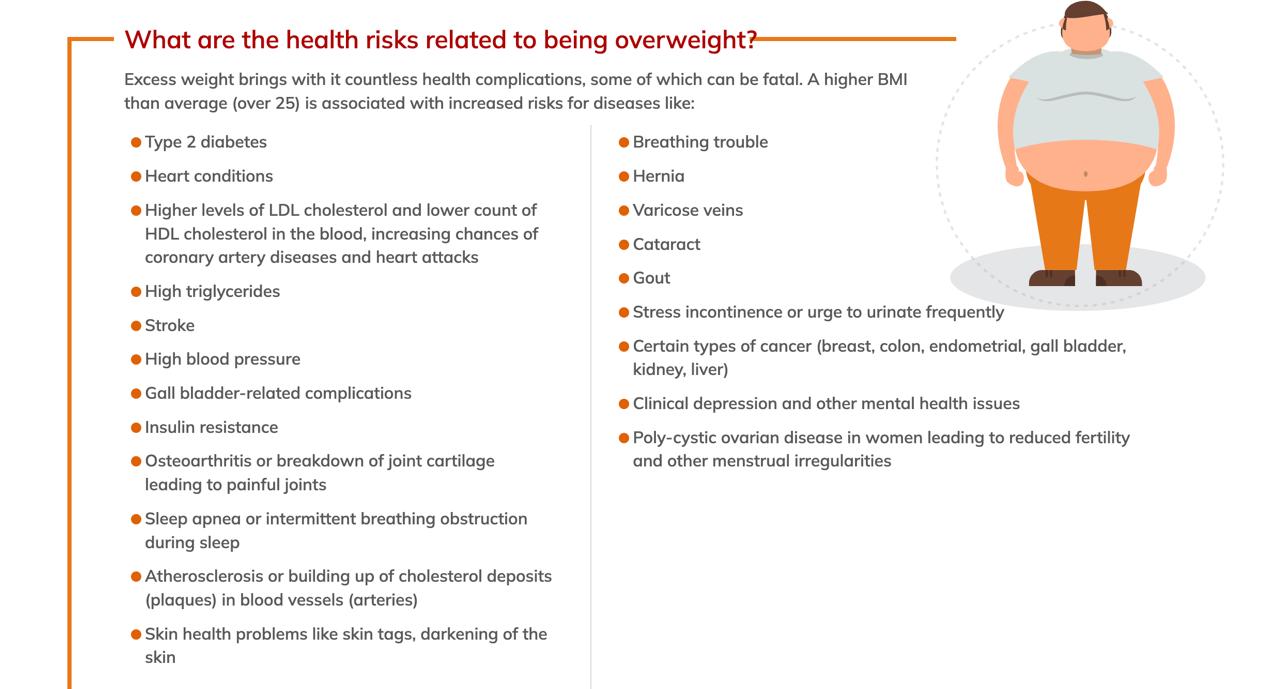 What are the health risks related to being overweight?
Excess weight brings with it countless health complications, some of which can be fatal. A higher BMI
than average (over 25) is associated with increased risks for diseases like:
Type 2 diabetes
Heart conditions
Higher levels of LDL cholesterol and lower count of
HDL cholesterol in the blood, increasing chances of
coronary artery diseases and heart attacks
High triglycerides
Stroke
High blood pressure
Gall bladder-related complications
Insulin resistance
Osteoarthritis or breakdown of joint cartilage
leading to painful joints
Sleep apnea or intermittent breathing obstruction
during sleep
Atherosclerosis or building up of cholesterol deposits
(plaques) in blood vessels (arteries)
Skin health problems like skin tags, darkening of the
skin
Breathing trouble
Hernia
Varicose veins
Cataract
Gout
Stress incontinence or urge to urinate frequently
Certain types of cancer (breast, colon, endometrial, gall bladder,
kidney, liver)
Clinical depression and other mental health issues
Poly-cystic ovarian disease in women leading to reduced fertility
and other menstrual irregularities